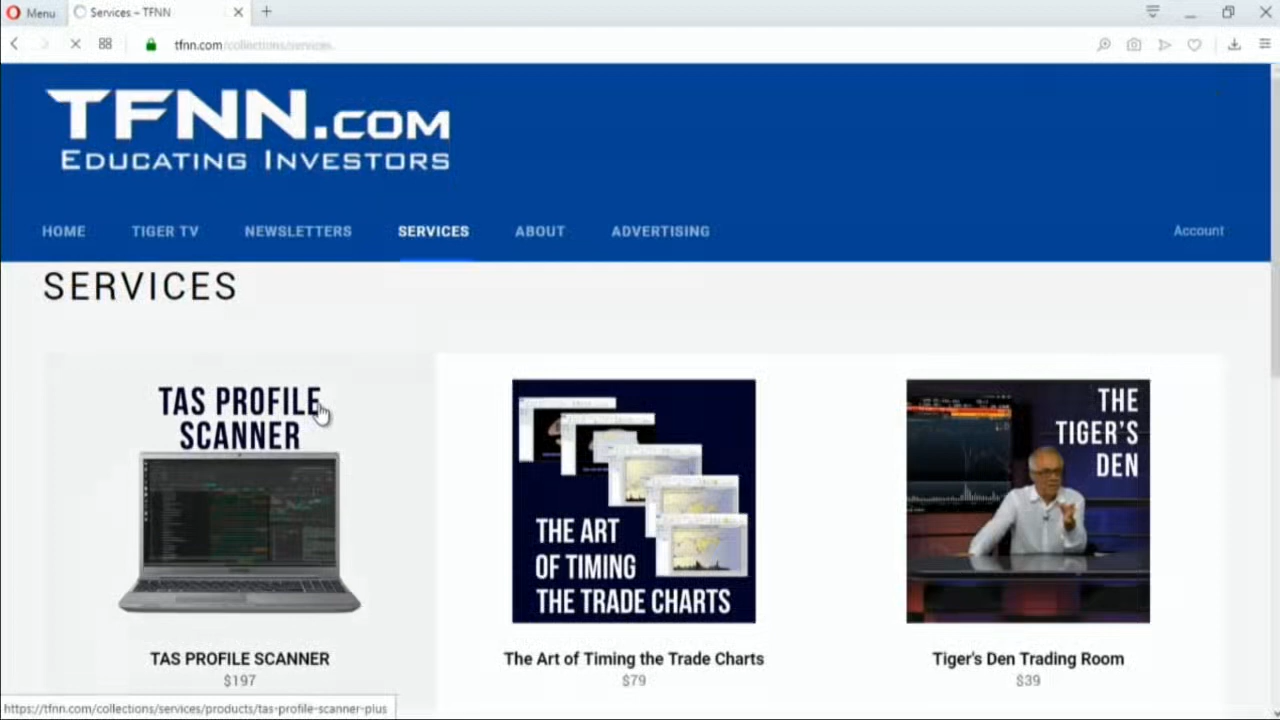 Menu
Services – TFNN
tfnn.com/collections/services
TFNN.COM
EDUCATING INVESTORS
HOME
TIGER TV
NEWSLETTERS
SERVICES
ABOUT
ADVERTISING
Account
SERVICES
TAS PROFILE
SCANNER
THE ART
OF TIMING
THE TRADE CHARTS
THE
TIGER'S
DEN
TAS PROFILE SCANNER
$197
The Art of Timing the Trade Charts
$79
Tiger's Den Trading Room
$39
https://tfnn.com/collections/services/products/tas-profile-scanner-plus